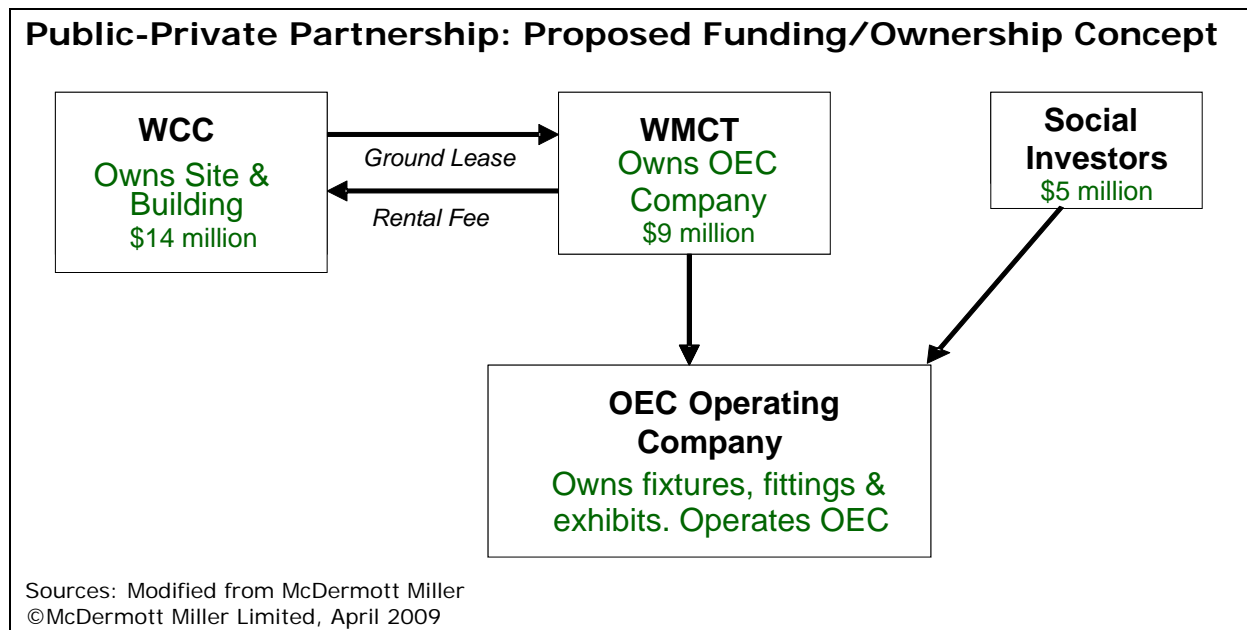 Public-Private Partnership: Proposed Funding/Ownership Concept
WCC
Owns Site &
Building
$14 million
Ground Lease
Rental Fee
WMCT
Owns OEC
Company
$9 million
Social
Investors
$5 million
OEC Operating
Company
Owns fixtures, fittings &
exhibits. Operates OEC
Sources: Modified from McDermott Miller
©McDermott Miller Limited, April 2009